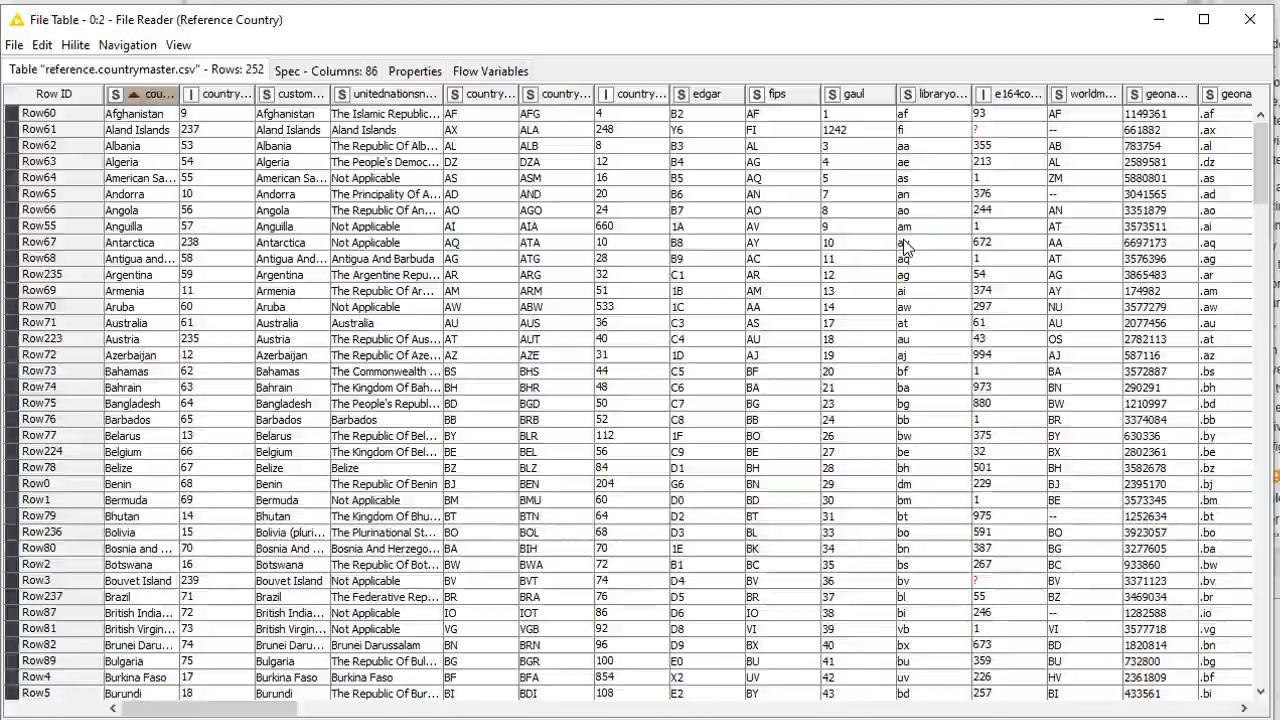 File Table - 0:2 - File Reader (Reference Country)
File Edit Hilite Navigation View
Table "reference.countrymaster.csv" - Rows: 252 Spec - Columns: 86 Properties Flow Variables
Row ID S cou... I country... S custom... S unitednationsn... S country... S country... I country... S edgar S fips S gaul S libraryo... S e164co... S worldm... S geona... S geona
Row60 Afghanistan 9 Afghanistan The Islamic Republic... AF AFG 4 B2 AF 1 af 93 AF 1149361 .af
Row61 Aland Islands 237 Aland Islands Aland Islands AX ALA 248 Y6 FI 1242 fi ? -- 661882 .ax
Row62 Albania 53 Albania The Republic Of Alb... AL ALB 8 B3 AL 3 aa 355 AB 783754 .al
Row63 Algeria 54 Algeria The People's Democ... DZ DZA 12 B4 AG 4 ae 213 AL 2589581 .dz
Row64 American Sa... 55 American Sa... Not Applicable AS ASM 16 B5 AQ 5 as 1 ZM 5880801 .as
Row65 Andorra 10 Andorra The Principality Of A... AD AND 20 B6 AN 7 an 376 -- 3041565 .ad
Row66 Angola 56 Angola The Republic Of An... AO AGO 24 B7 AO 8 ao 244 AN 3351879 .ao
Row55 Anguilla 57 Anguilla Not Applicable AI AIA 660 1A AV 9 am 1 AT 3573511 .ai
Row67 Antarctica 238 Antarctica Not Applicable AQ ATA 10 B8 AY 10 672 AA 6697173 .aq
Row68 Antigua and... 58 Antigua And... Antigua And Barbuda AG ATG 28 B9 AC 11 aq 1 AT 3576396 .ag
Row235 Argentina 59 Argentina The Argentine Repu... AR ARG 32 C1 AR 12 ag 54 AG 3865483 .ar
Row69 Armenia 11 Armenia The Republic Of Ar... AM ARM 51 1B AM 13 ai 374 AY 174982 .am
Row70 Aruba 60 Aruba Not Applicable AW ABW 533 1C AA 14 aw 297 NU 3577279 .aw
Row71 Australia 61 Australia Australia AU AUS 36 C3 AS 17 at 61 AU 2077456 .au
Row223 Austria 235 Austria The Republic Of Aus... AT AUT 40 C4 AU 18 au 43 OS 2782113 .at
Row72 Azerbaijan 12 Azerbaijan The Republic Of Aze... AZ AZE 31 1D AJ 19 aj 994 AJ 587116 .az
Row73 Bahamas 62 Bahamas The Commonwealth ... BS BHS 44 C5 BF 20 bf 1 BA 3572887 .bs
Row74 Bahrain 63 Bahrain The Kingdom Of Bah... BH BHR 48 C6 BA 21 ba 973 BN 290291 .bh
Row75 Bangladesh 64 Bangladesh The People's Republ... BD BGD 50 C7 BG 23 bg 880 BW 1210997 .bd
Row76 Barbados 65 Barbados Barbados BB BRB 52 C8 BB 24 bb 1 BR 3374084 .bb
Row77 Belarus 13 Belarus The Republic Of Bel... BY BLR 112 1F BO 26 bw 375 BY 630336 .by
Row224 Belgium 66 Belgium The Kingdom Of Bel... BE BEL 56 C9 BE 27 be 32 BX 2802361 .be
Row78 Belize 67 Belize Belize BZ BLZ 84 D1 BH 28 bh 501 BH 3582678 .bz
Row0 Benin 68 Benin The Republic Of Benin BJ BEN 204 G6 BN 29 dm 229 BJ 2395170 .bj
Row1 Bermuda 69 Bermuda Not Applicable BM BMU 60 D0 BD 30 bm 1 BE 3573345 .bm
Row79 Bhutan 14 Bhutan The Kingdom Of Bhu... BT BTN 64 D2 BT 31 bt 975 -- 1252634 .bt
Row236 Bolivia 15 Bolivia (pluri... The Plurinational St... BO BOL 68 D3 BL 33 bo 591 BO 3923057 .bo
Row80 Bosnia and ... 70 Bosnia And ... Bosnia And Herzego... BA BIH 70 1E BK 34 bn 387 BG 3277605 .ba
Row2 Botswana 16 Botswana The Republic Of Bot... BW BWA 72 B1 BC 35 bs 267 BC 933860 .bw
Row3 Bouvet Island 239 Bouvet Island Not Applicable BV BVT 74 D4 BV 36 bv ? BV 3371123 .bv
Row237 Brazil 71 Brazil The Federative Rep... BR BRA 76 D5 BR 37 bl 55 BZ 3469034 .br
Row87 British India... 72 British India... Not Applicable IO IOT 86 D6 IO 38 bi 246 -- 1282588 .io
Row81 British Virgin... 73 British Virgin... Not Applicable VG VGB 92 D8 VI 39 vb 1 VI 3577718 .vg
Row82 Brunei Daru... 74 Brunei Daru... Brunei Darussalam BN BRN 96 D9 BX 40 bx 673 BD 1820814 .bn
Row89 Bulgaria 75 Bulgaria The Republic Of Bul... BG BGR 100 E0 BU 41 bu 359 BU 732800 .bg
Row4 Burkina Faso 17 Burkina Faso Burkina Faso BF BFA 854 X2 UV 42 uv 226 HV 2361809 .bf
Row5 Burundi 18 Burundi The Republic Of Bur... BI BDI 108 E2 BY 43 bd 257 BI 433561 .bi